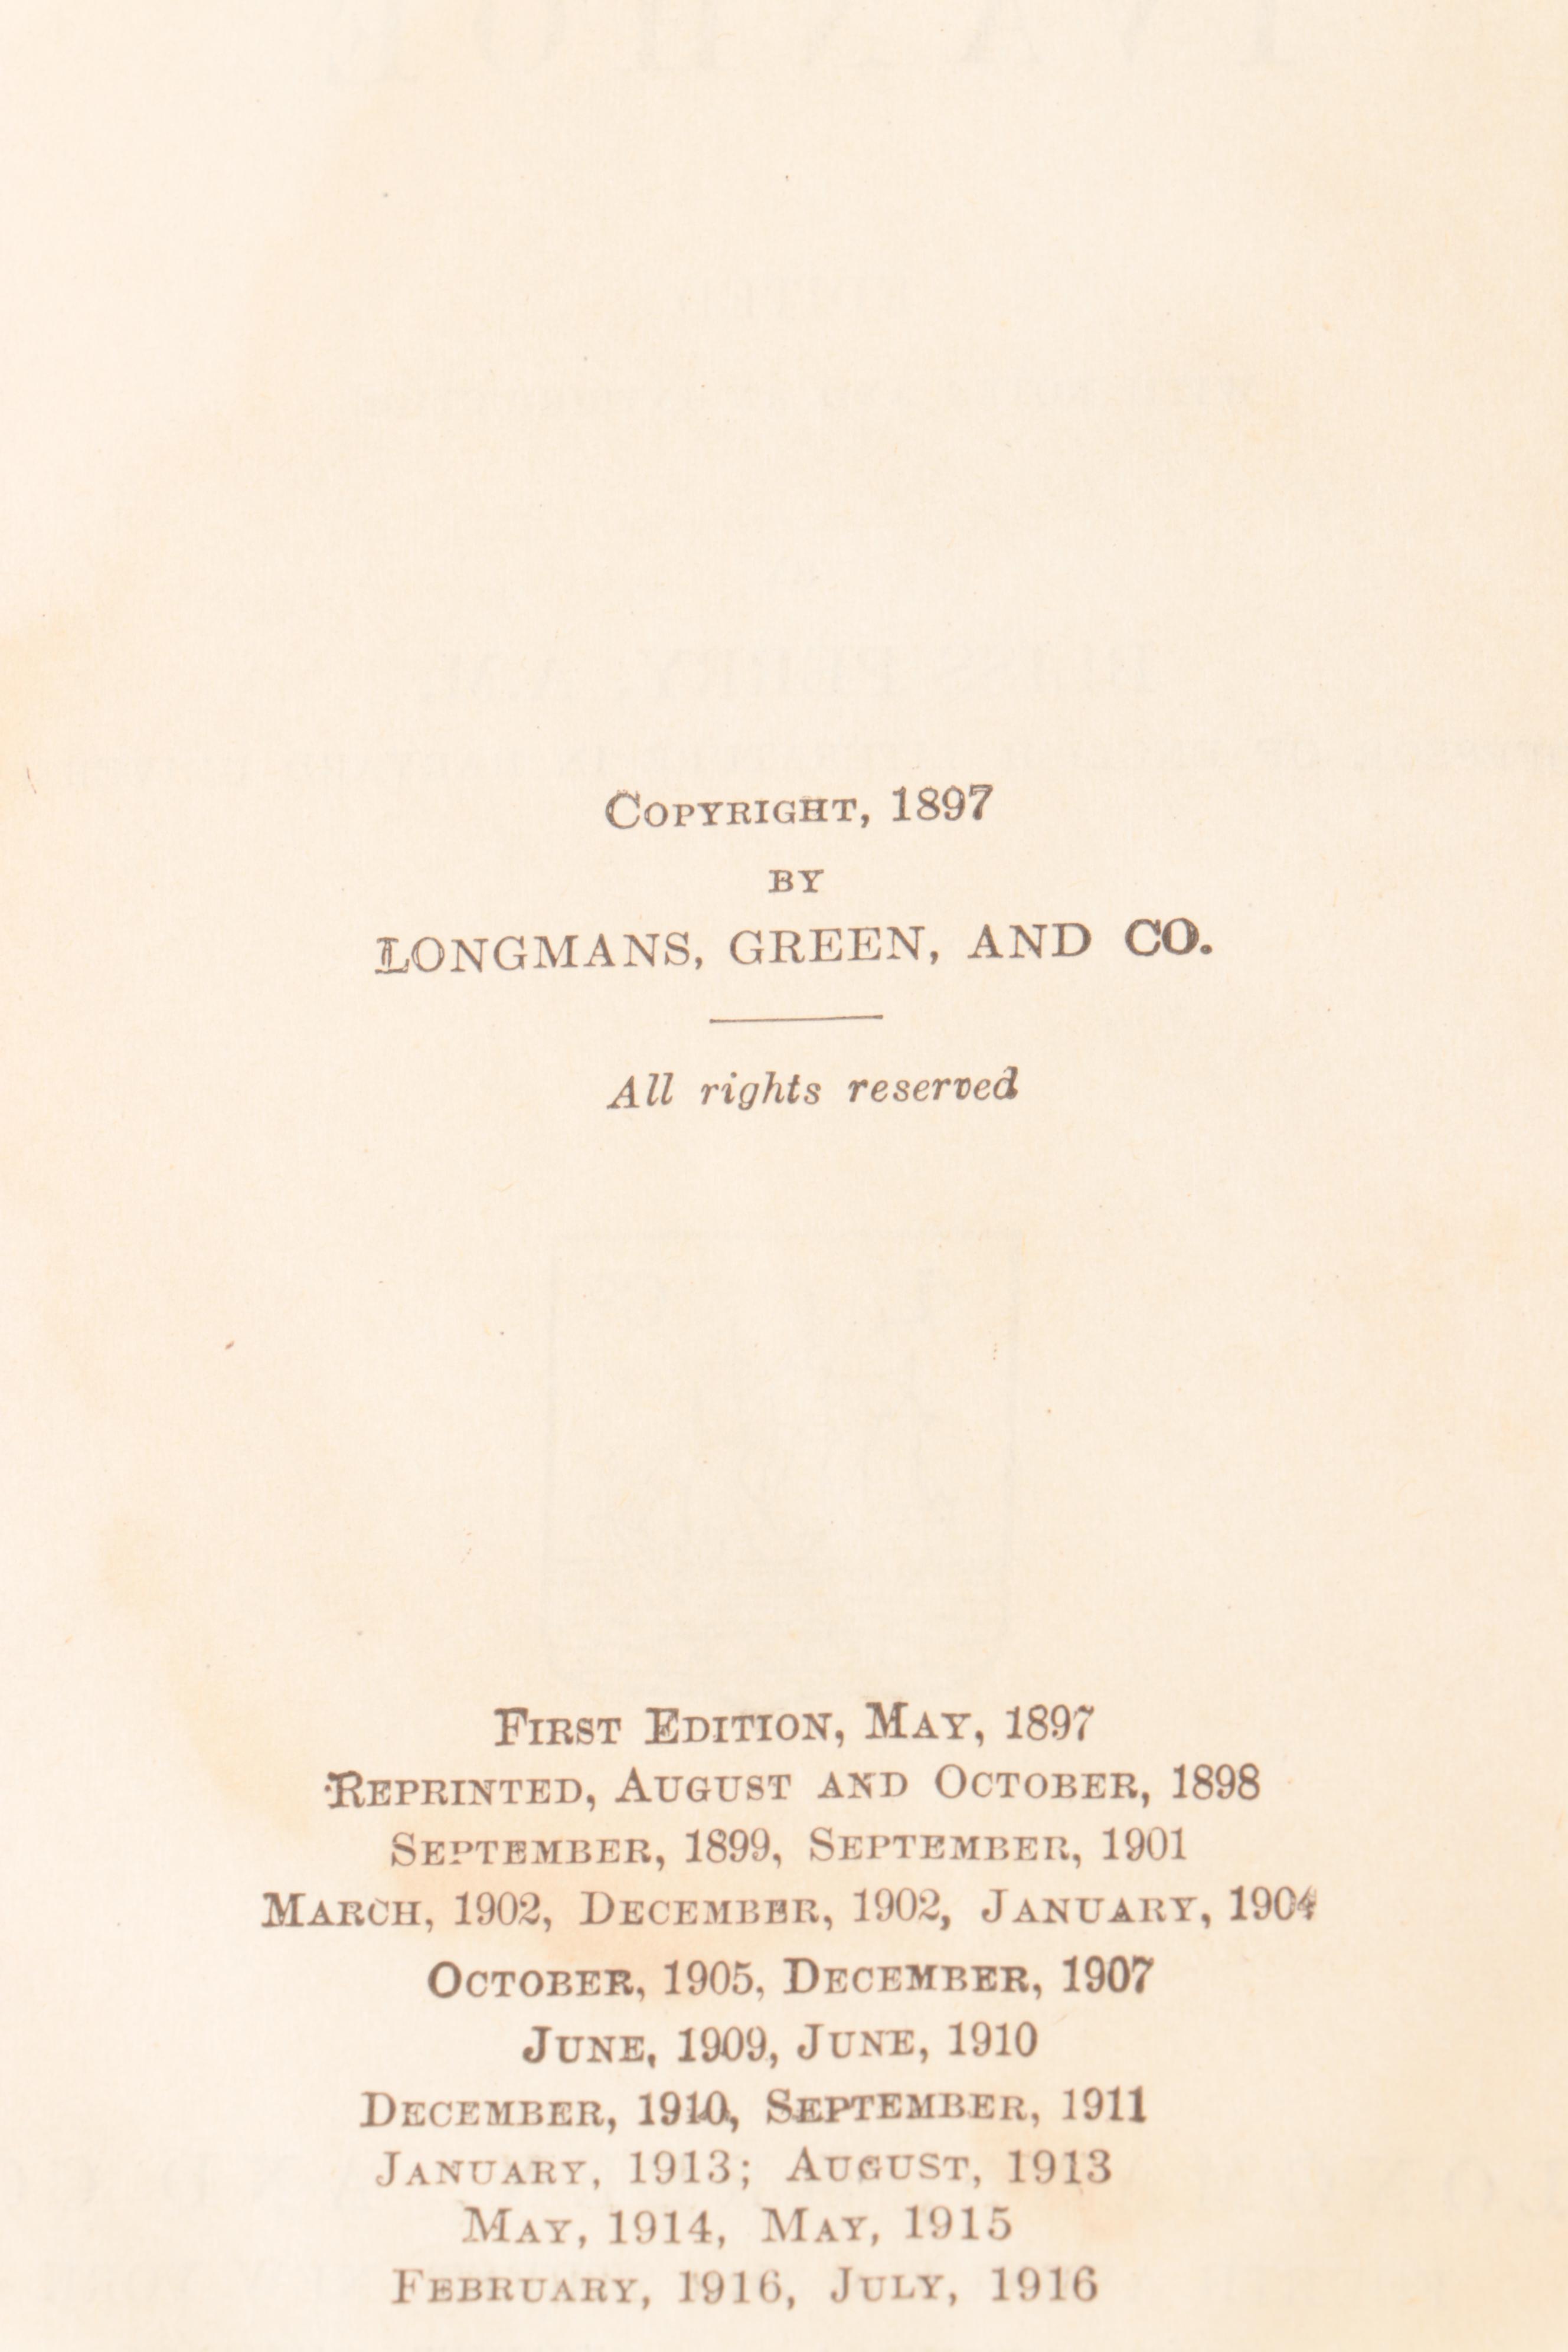 COPYRIGHT, 1897
BY
LONGMANS, GREEN, AND CO.
All rights reserved
FIRST EDITION, MAY, 1897
REPRINTED, AUGUST AND OCTOBER, 1898
SEPTEMBER, 1899, SEPTEMBER, 1901
MARCH, 1902, DECEMBER, 1902, JANUARY, 1904
OCTOBER, 1905, DECEMBER, 1907
JUNE, 1909, JUNE, 1910
DECEMBER, 1910, SEPTEMBER, 1911
JANUARY, 1913; AUGUST, 1913
MAY, 1914, MAY, 1915
FEBRUARY, 1916, JULY, 1916